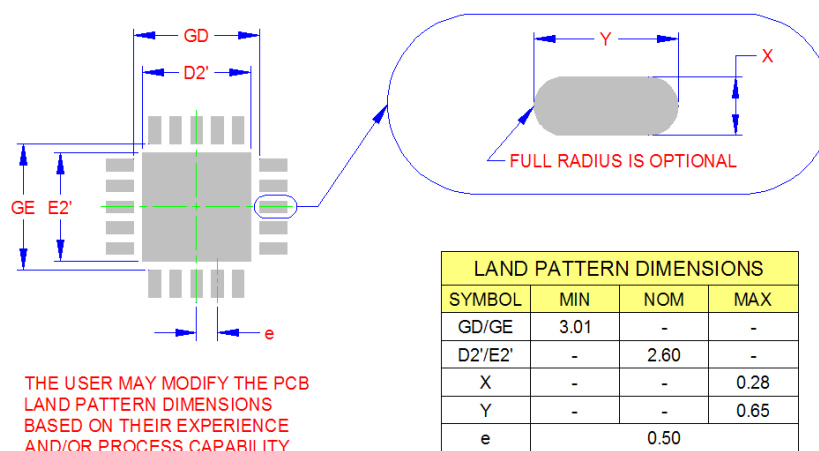 GD
D2'
GE
E2'
e
Y
X
FULL RADIUS IS OPTIONAL
THE USER MAY MODIFY THE PCB
LAND PATTERN DIMENSIONS
BASED ON THEIR EXPERIENCE
AND/OR PROCESS CAPABILITY
LAND PATTERN DIMENSIONS
SYMBOL MIN NOM MAX
GD/GE 3.01 - -
D2'/E2' - 2.60 -
X - - 0.28
Y - - 0.65
e 0.50